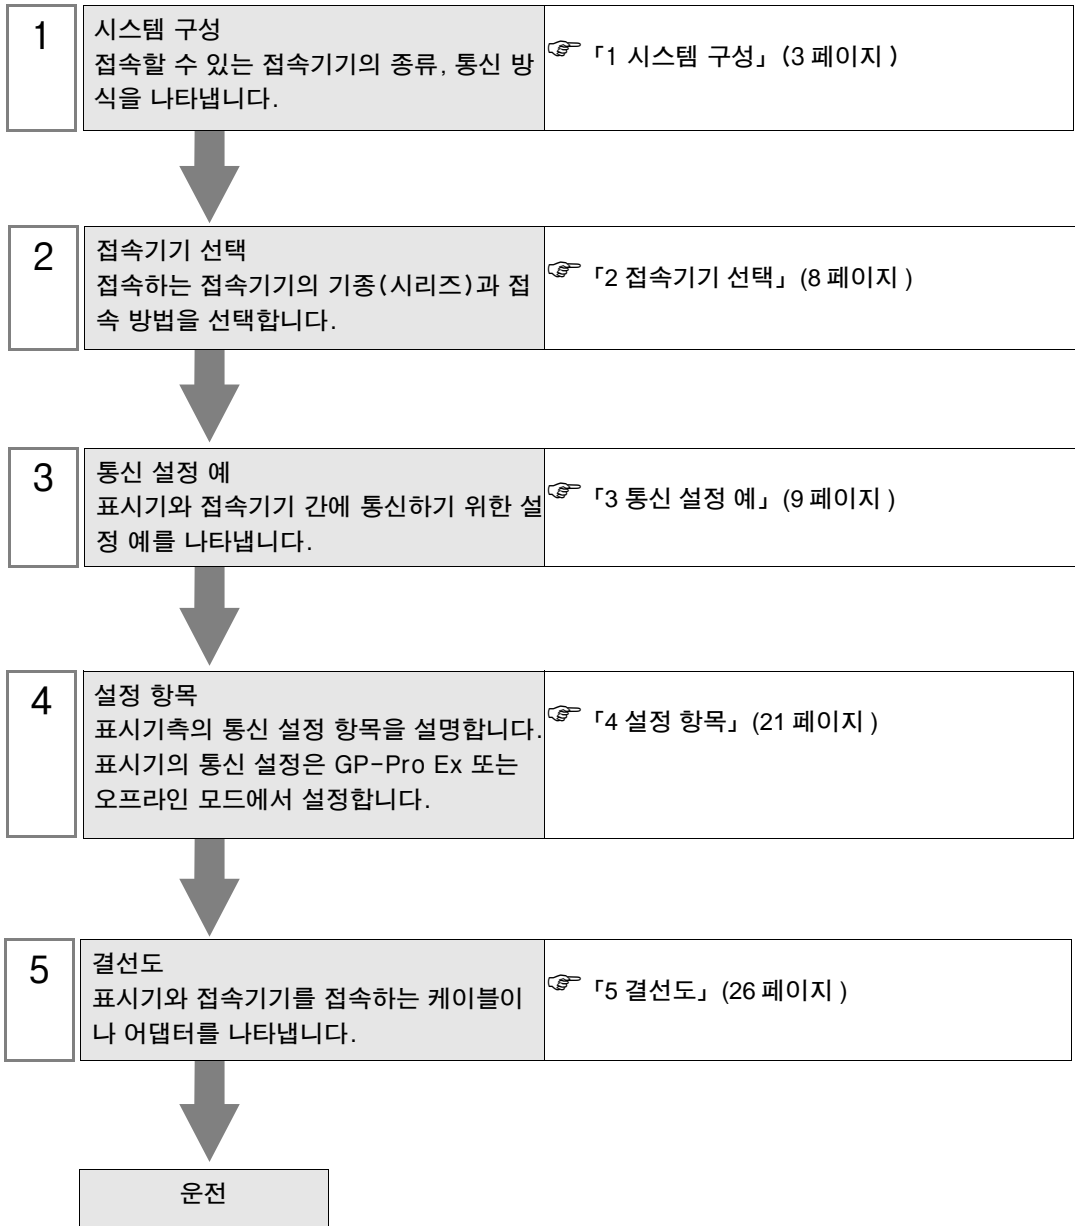 1
시스템 구성
접속할 수 있는 접속기기의 종류, 통신 방
식을 나타냅니다.
☞ 「1 시스템 구성」 (3 페이지 )
2
접속기기 선택
접속하는 접속기기의 기종(시리즈)과 접
속 방법을 선택합니다.
☞ 「2 접속기기 선택」 (8 페이지 )
3
통신 설정 예
표시기와 접속기기 간에 통신하기 위한 설
정 예를 나타냅니다.
☞ 「3 통신 설정 예」 (9 페이지 )
4
설정 항목
표시기측의 통신 설정 항목을 설명합니다.
표시기의 통신 설정은 GP-Pro Ex 또는
오프라인 모드에서 설정합니다.
☞ 「4 설정 항목」 (21 페이지 )
5
결선도
표시기와 접속기기를 접속하는 케이블이
나 어댑터를 나타냅니다.
☞ 「5 결선도」 (26 페이지 )
운전